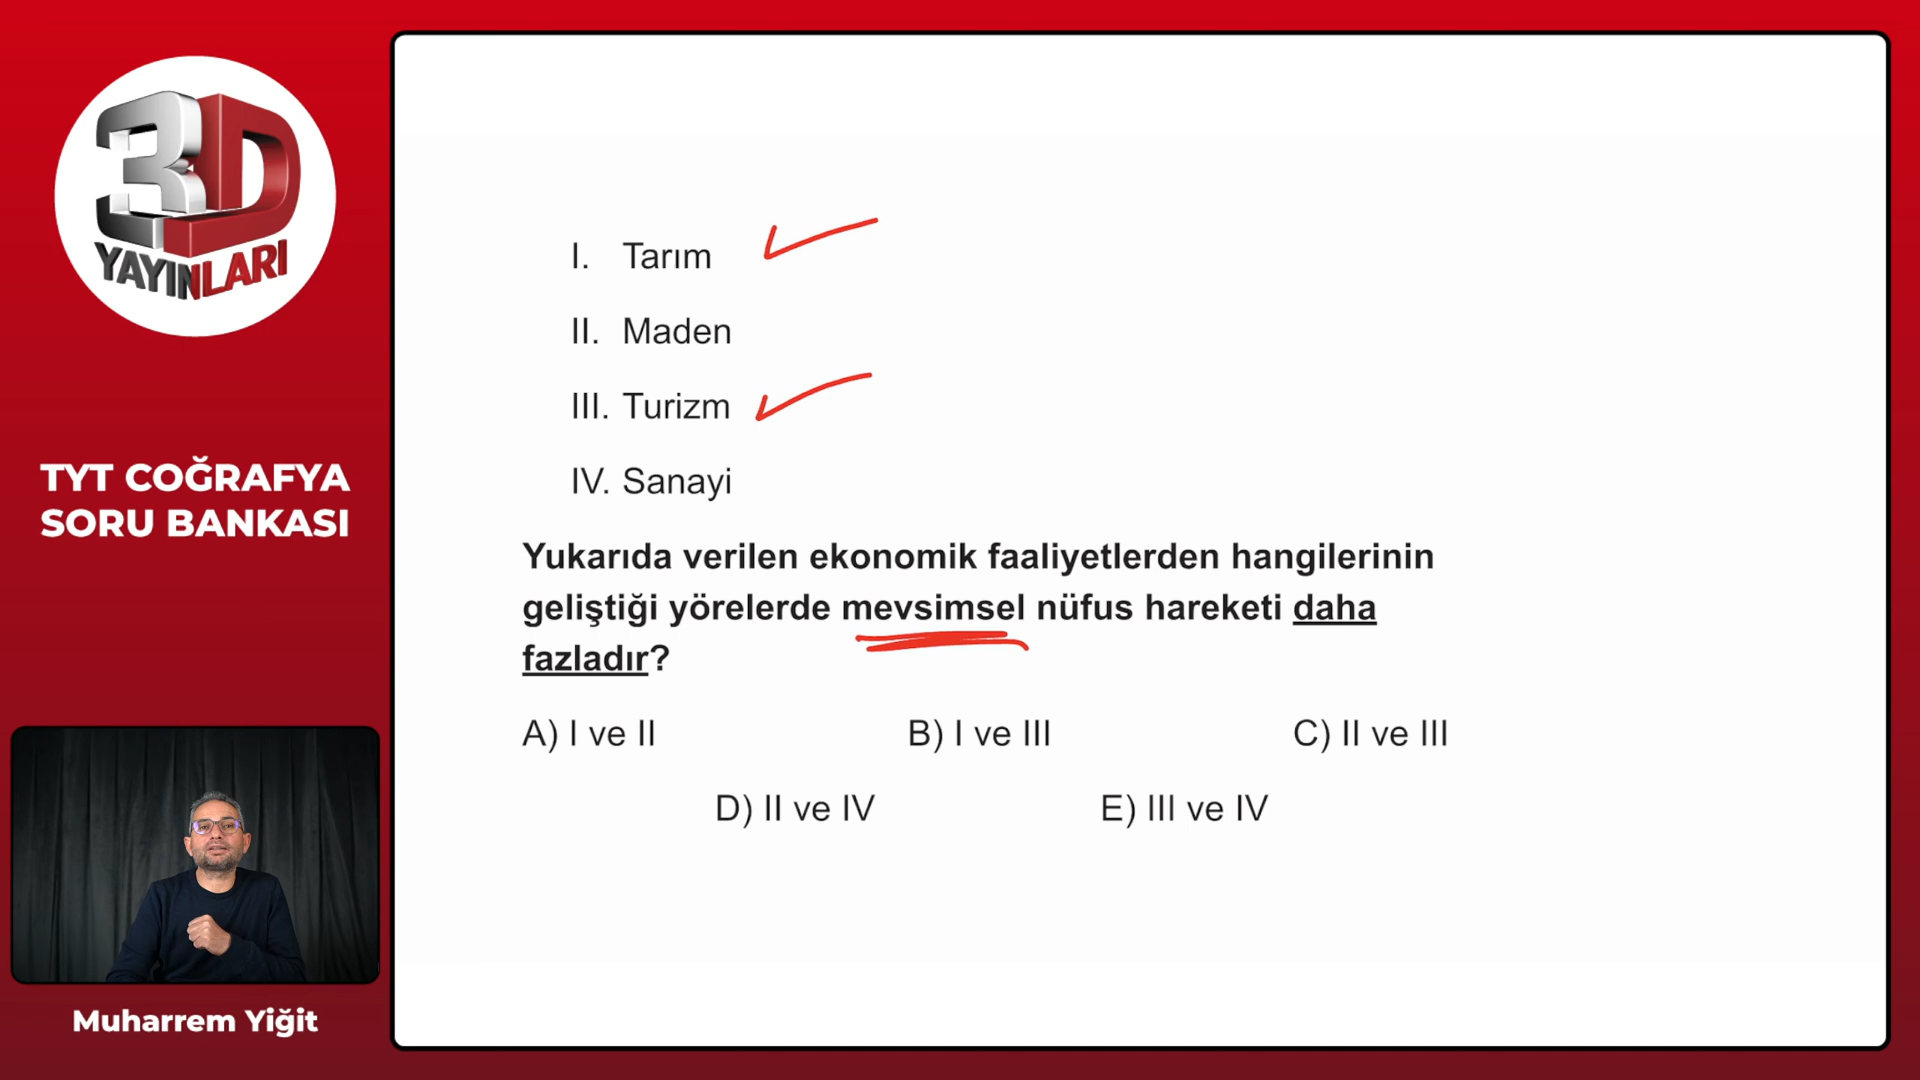 3D
YAYINLARI
TYT COĞRAFYA
SORU BANKASI
Muharrem Yiğit
I. Tarım
II. Maden
III. Turizm
IV. Sanayi
Yukarıda verilen ekonomik faaliyetlerden hangilerinin
geliştiği yörelerde mevsimsel nüfus hareketi daha
fazladır?
A) I ve II B) I ve III C) II ve III
D) II ve IV E) III ve IV